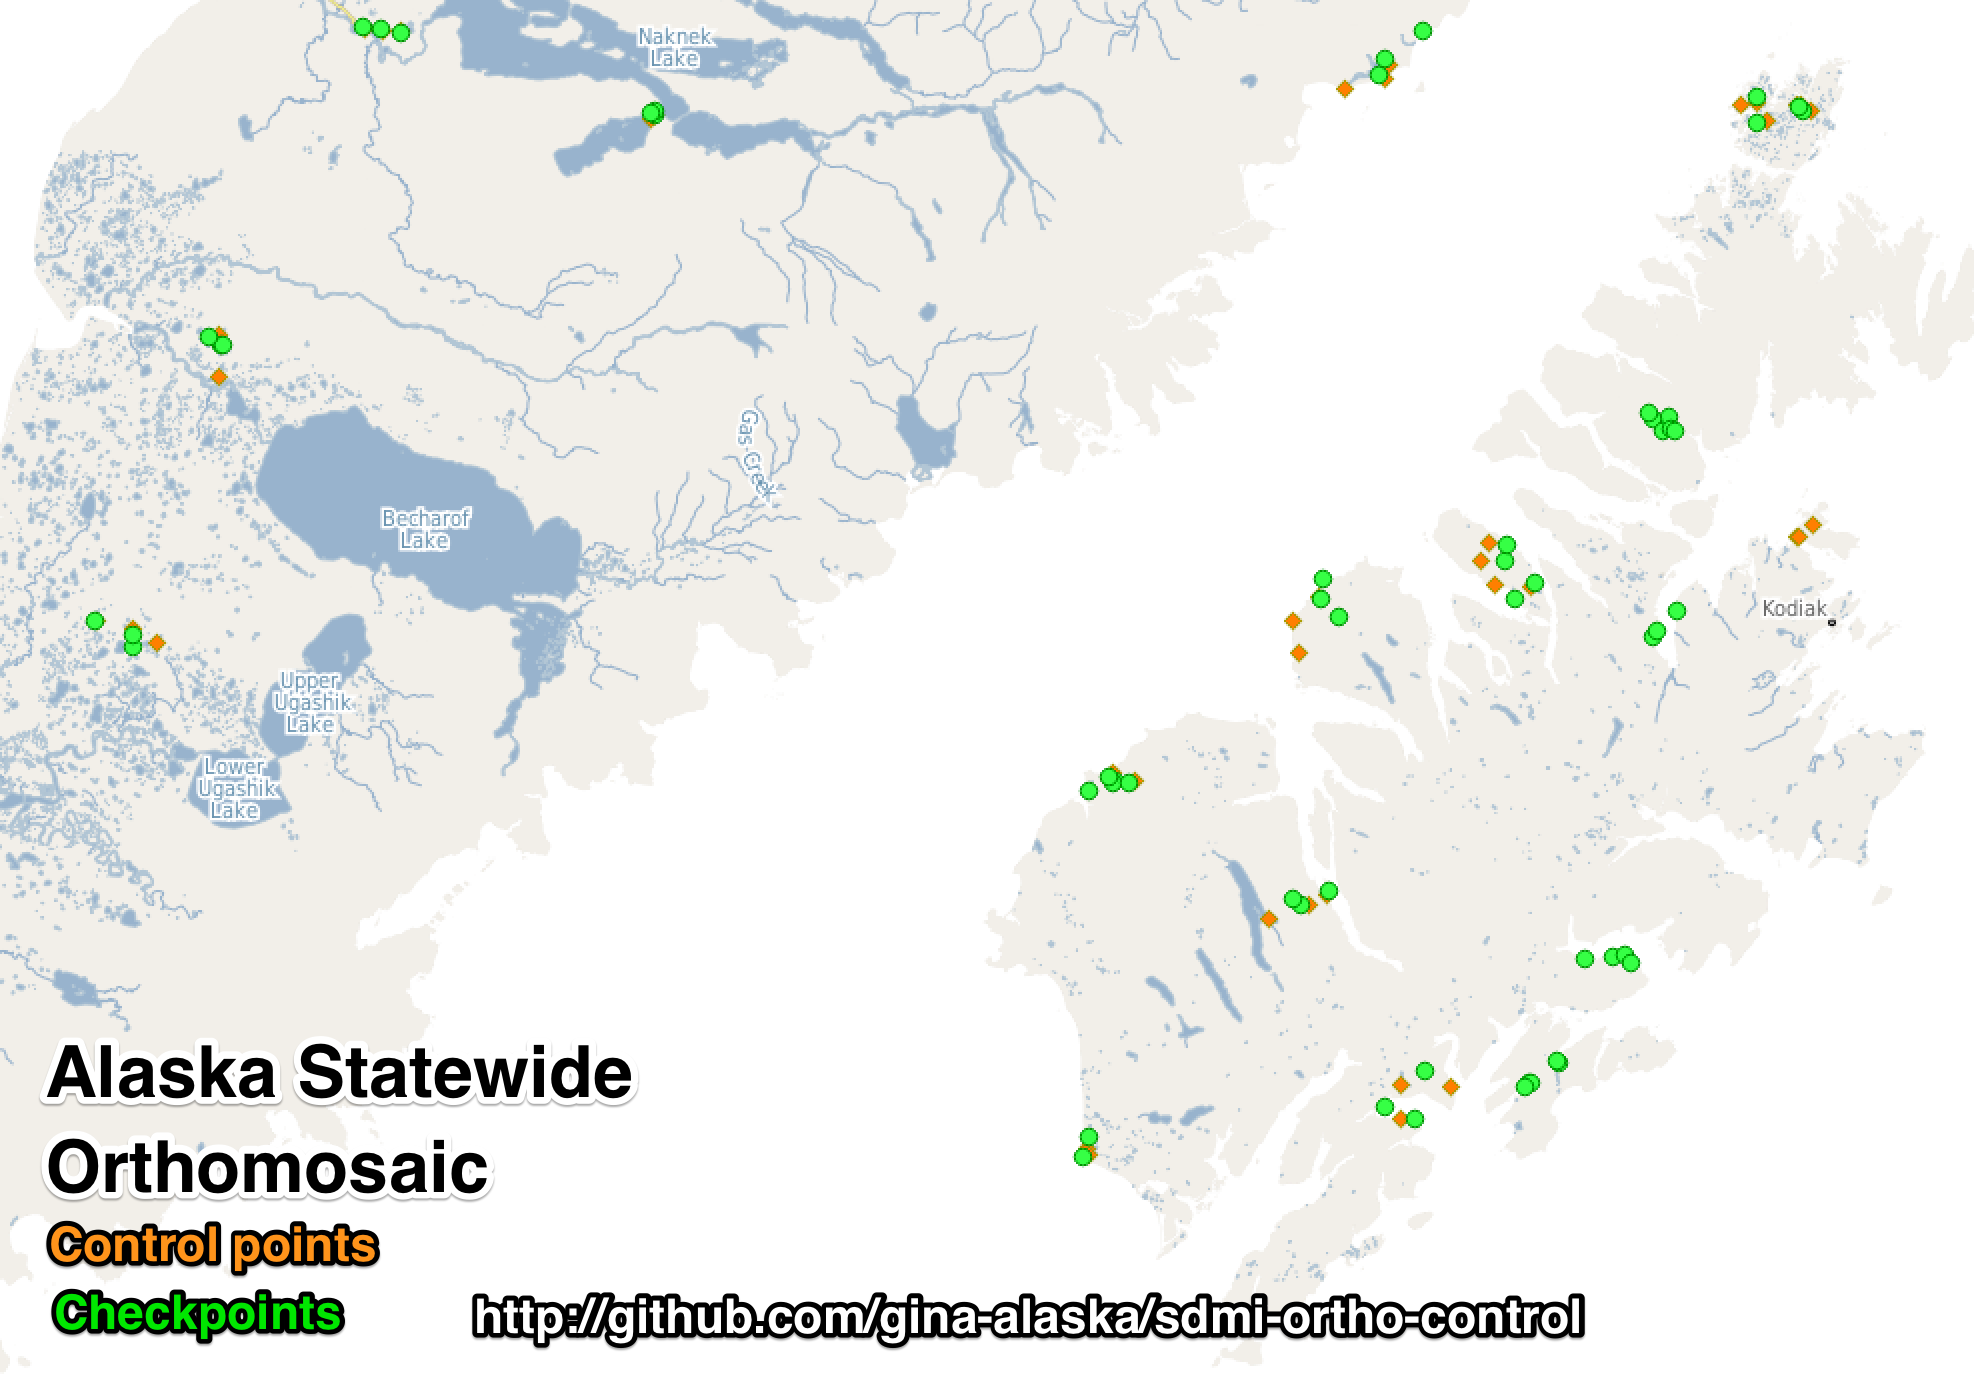 Naknek
Lake
Gas Creek
Becharof
Lake
Kodiak
Upper
Ugashik
Lake
Lower
Ugashik
Lake
Alaska Statewide
Orthomosaic
Control points
Checkpoints
http://github.com/gina-alaska/sdmi-ortho-control